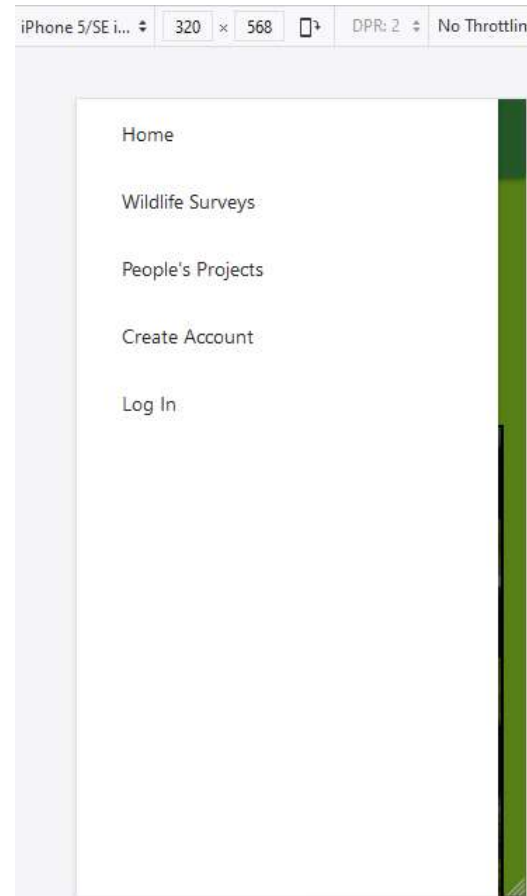 iPhone 5/SE i... 320 × 568 DPR: 2 No Throttlin
Home
Wildlife Surveys
People's Projects
Create Account
Log In